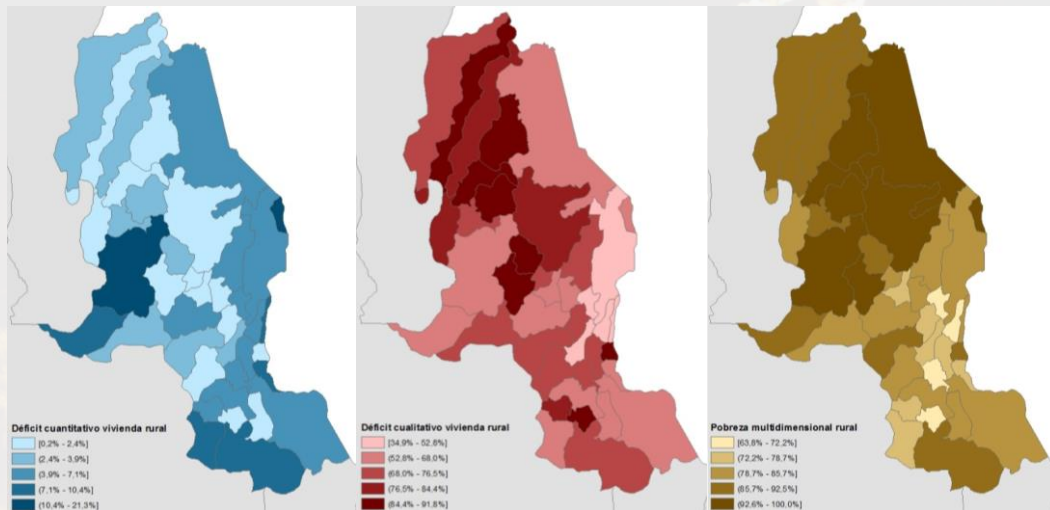 Déficit cuantitativo vivienda rural
[0,2% - 2.4%]
(2.4% - 3,9%]
(3,9% - 7,1%]
(7,1% - 10,4%]
(10,4% - 21,3%]
Déficit cualitativo vivienda rural
[34,9% - 52,8%]
(52,8% - 68,0%]
(68,0% - 76,5%]
(76,5% - 84,4%]
(84,4% - 91,8%]
Pobreza multidimensional rural
[63,8% - 72,2%]
(72,2% - 78,7%]
(78,7% - 85,7%]
(85,7% - 92,5%]
(92,6% - 100,0%]